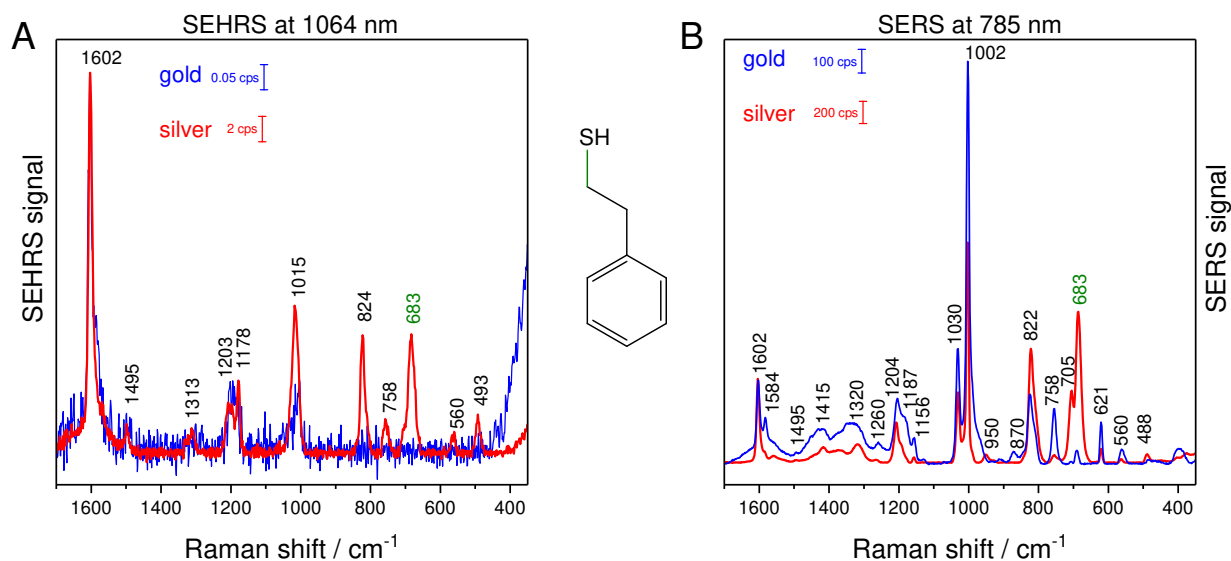 A
SEHRS at 1064 nm
SEHRS signal
gold 0.05 cps
silver 2 cps
1602
1495
1313
1203
1178
1015
824
758
683
560
493
1600 1400 1200 1000 800 600 400
Raman shift / cm⁻¹
SH
B
SERS at 785 nm
gold 100 cps
silver 200 cps
1602
1584
1495
1415
1320
1260
1204
1187
1156
1030
1002
950
870
822
758
705
683
621
560
488
1600 1400 1200 1000 800 600 400
Raman shift / cm⁻¹
SERS signal